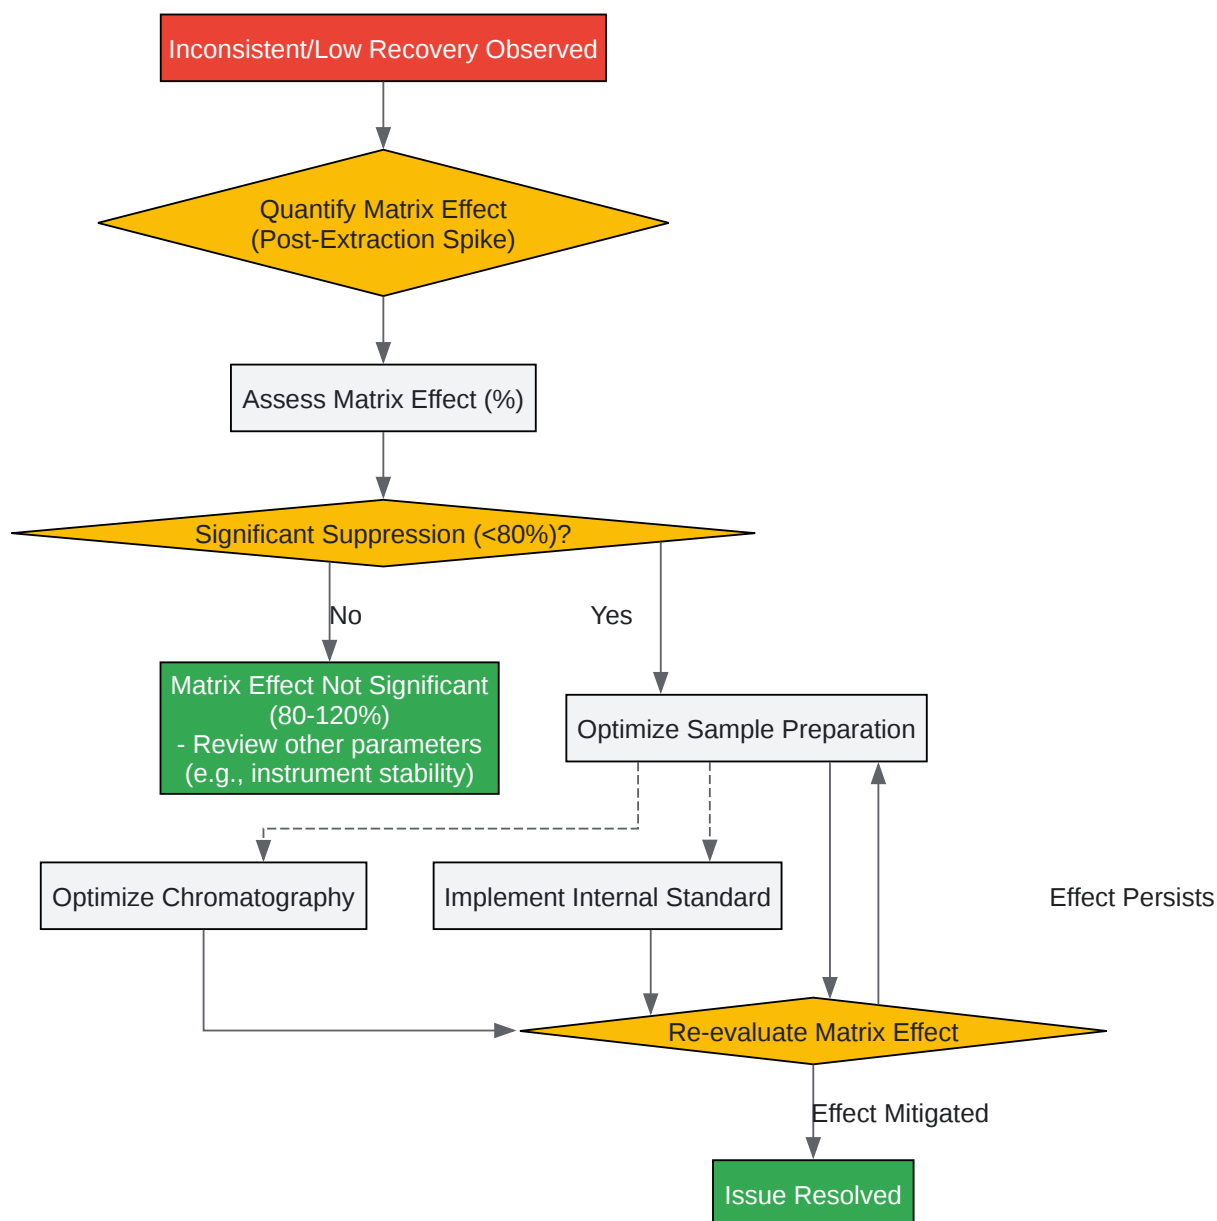 Inconsistent/Low Recovery Observed
Quantify Matrix Effect
(Post-Extraction Spike)
Assess Matrix Effect (%)
Significant Suppression (<80%)?
No
Yes
Matrix Effect Not Significant
(80-120%)
- Review other parameters
(e.g., instrument stability)
Optimize Sample Preparation
Optimize Chromatography
Implement Internal Standard
Effect Persists
Re-evaluate Matrix Effect
Effect Mitigated
Issue Resolved